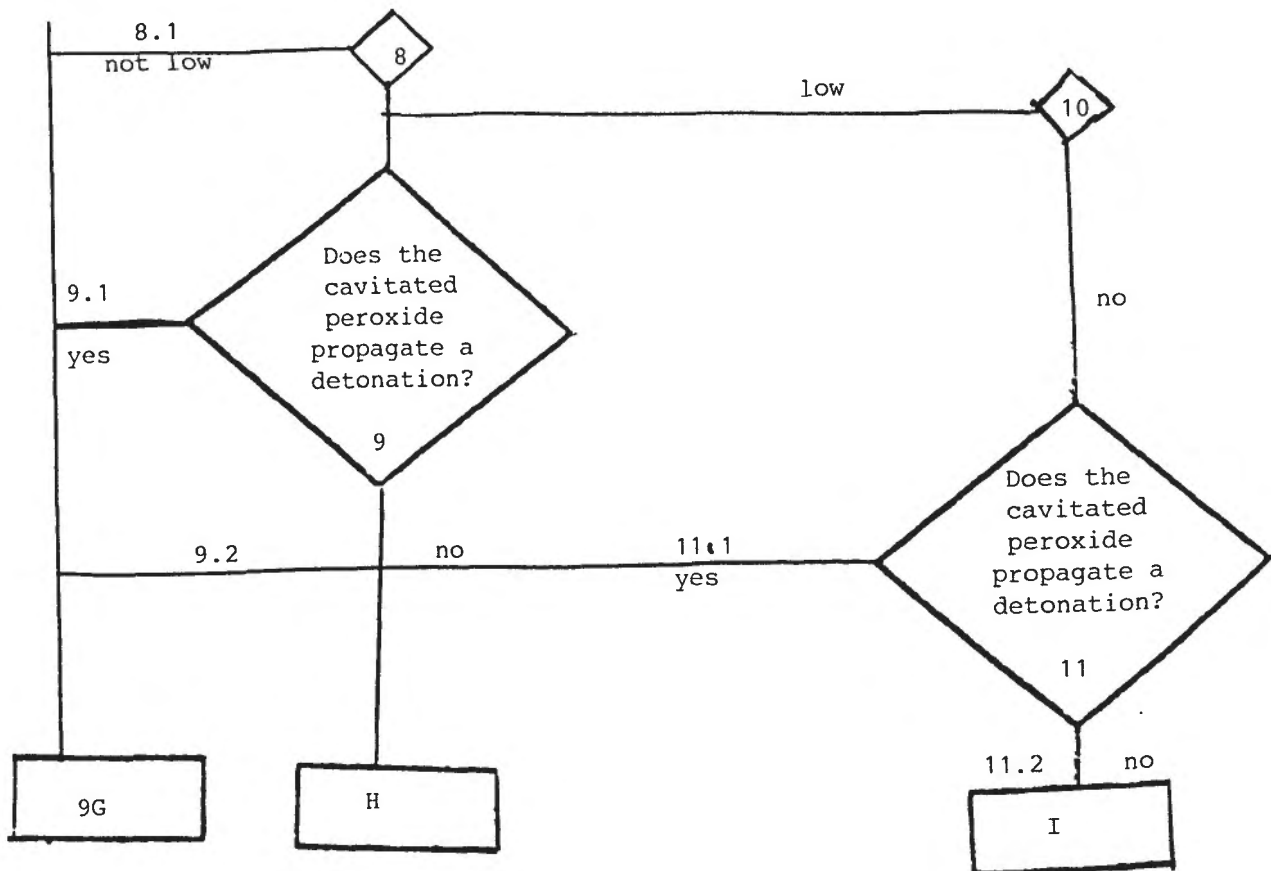 8.1
not low
8
low
10
Does the
cavitated
peroxide
propagate a
detonation?
9
9.1
yes
no
Does the
cavitated
peroxide
propagate a
detonation?
11
9.2
no
11.1
yes
11.2
no
9G
H
I